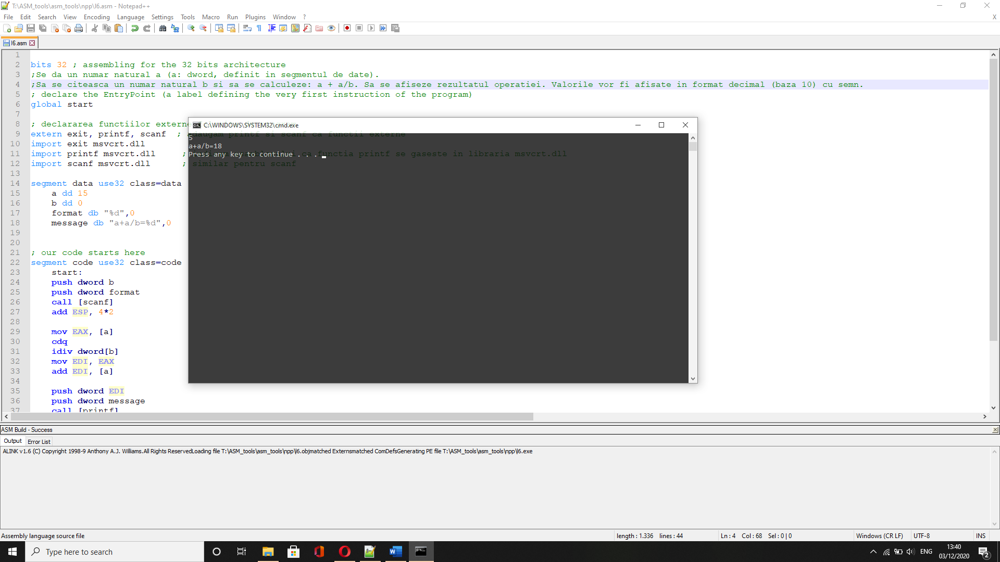 T:\ASM_tools\asm_tools\npp\l6.asm - Notepad++
File Edit Search View Encoding Language Settings Tools Macro Run Plugins Window ? X
l6.asm
1
2 bits 32 ; assembling for the 32 bits architecture
3 ;Se da un numar natural a (a: dword, definit in segmentul de date).
4 ;Sa se citeasca un numar natural b si sa se calculeze: a + a/b. Sa se afiseze rezultatul operatiei. Valorile vor fi afisate in format decimal (baza 10) cu semn.
5 ; declare the EntryPoint (a label defining the very first instruction of the program)
6 global start
7
8 ; declararea functiilor externe
9 extern exit, printf, scanf ; adaugam printf si scanf ca functii externe
10 import exit msvcrt.dll
11 import printf msvcrt.dll ; ca functia printf se gaseste in libraria msvcrt.dll
12 import scanf msvcrt.dll ; similar pentru scanf
13
14 segment data use32 class=data
15 a dd 15
16 b dd 0
17 format db "%d",0
18 message db "a+a/b=%d",0
19
20
21 ; our code starts here
22 segment code use32 class=code
23 start:
24 push dword b
25 push dword format
26 call [scanf]
27 add ESP, 4*2
28
29 mov EAX, [a]
30 cdq
31 idiv dword[b]
32 mov EDI, EAX
33 add EDI, [a]
34
35 push dword EDI
36 push dword message
37 call [printf]
C:\WINDOWS\SYSTEM32\cmd.exe
5
a+a/b=18
Press any key to continue . . .
ASM Build - Success
Output Error List
ALINK v1.6 (C) Copyright 1998-9 Anthony A.J. Williams.All Rights ReservedLoading file T:\ASM_tools\asm_tools\npp\l6.objmatched Externsmatched ComDefsGenerating PE file T:\ASM_tools\asm_tools\npp\l6.exe
Assembly language source file length : 1.336 lines : 44 Ln : 4 Col : 68 Sel : 0 | 0 Windows (CR LF) UTF-8 INS
Type here to search
ENG
13:40
03/12/2020
2